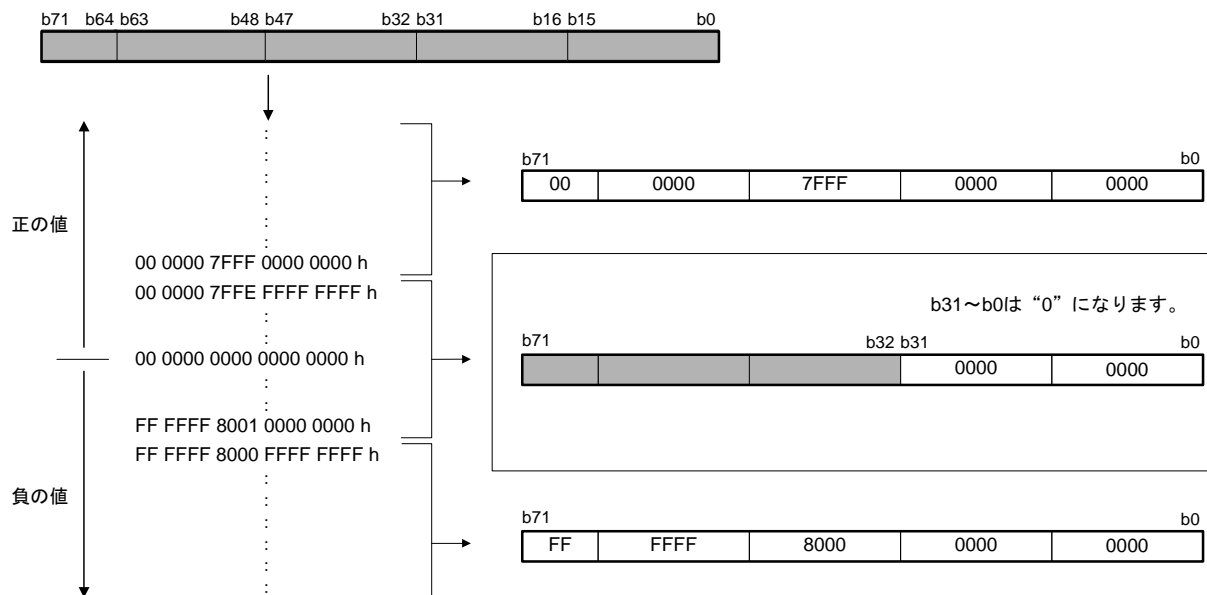 b71 b64 b63 b48 b47 b32 b31 b16 b15 b0
b71 b0
00 0000 7FFF 0000 0000
正の値
00 0000 7FFF 0000 0000 h
00 0000 7FFE FFFF FFFF h
b31～b0は“0”になります。
b71 b32 b31 b0
00 0000 0000 0000 0000 h
0000 0000
FF FFFF 8001 0000 0000 h
FF FFFF 8000 FFFF FFFF h
負の値
b71 b0
FF FFFF 8000 0000 0000